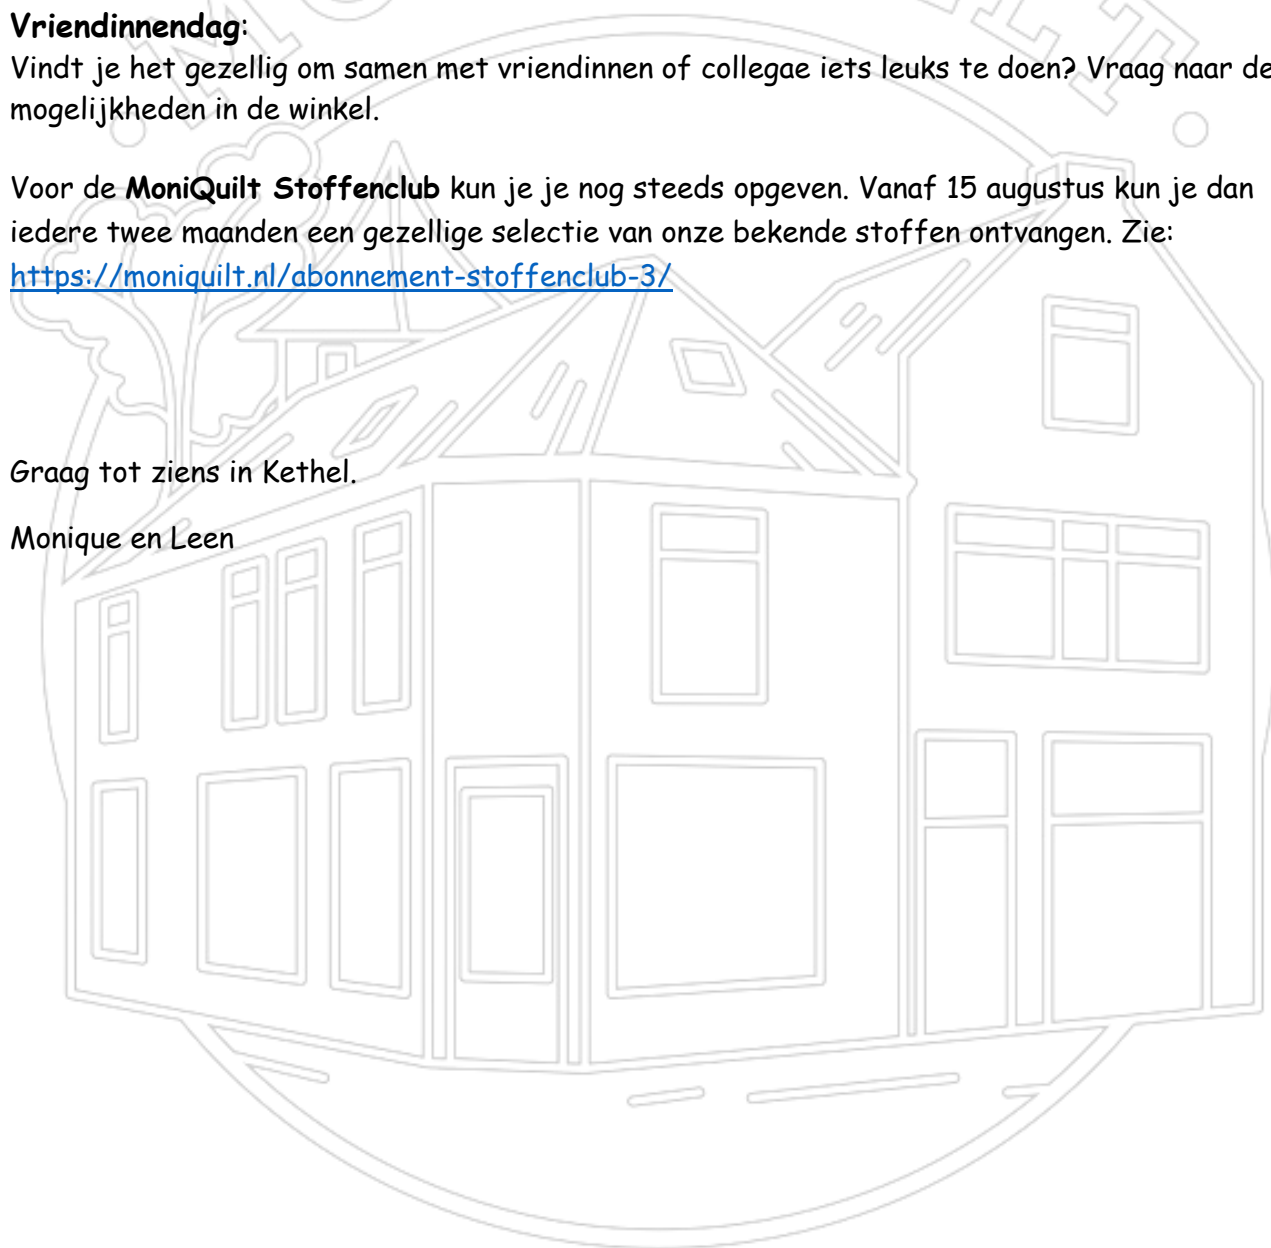 Vriendinnendag:
Vindt je het gezellig om samen met vriendinnen of collegae iets leuks te doen? Vraag naar de
mogelijkheden in de winkel.
Voor de MoniQuilt Stoffenclub kun je je nog steeds opgeven. Vanaf 15 augustus kun je dan
iedere twee maanden een gezellige selectie van onze bekende stoffen ontvangen. Zie:
https://moniquilt.nl/abonnement-stoffenclub-3/
Graag tot ziens in Kethel.
Monique en Leen